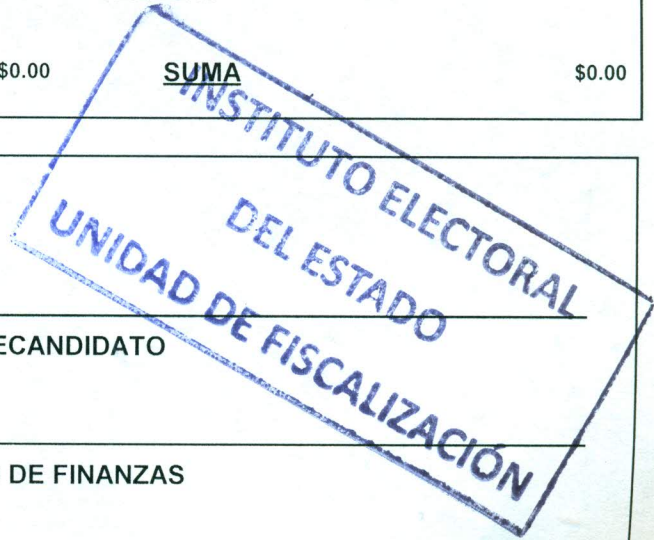 $0.00 SUMA $0.00
INSTITUTO ELECTORAL
DEL ESTADO
UNIDAD DE FISCALIZACIÓN
ECANDIDATO
DE FINANZAS